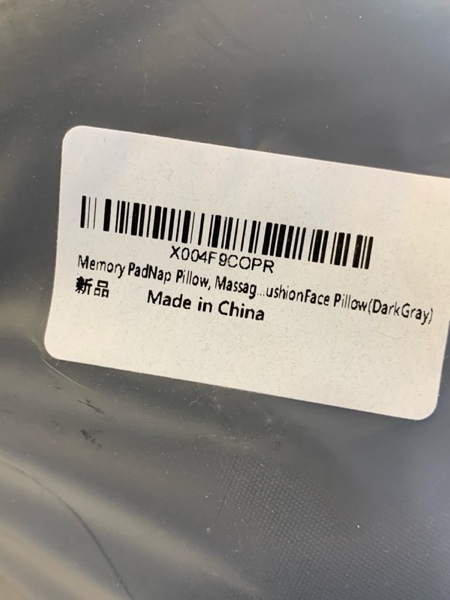 X004F9COPR
Memory PadNap Pillow, Massag...ushionFace Pillow(DarkGray)
新品
Made in China